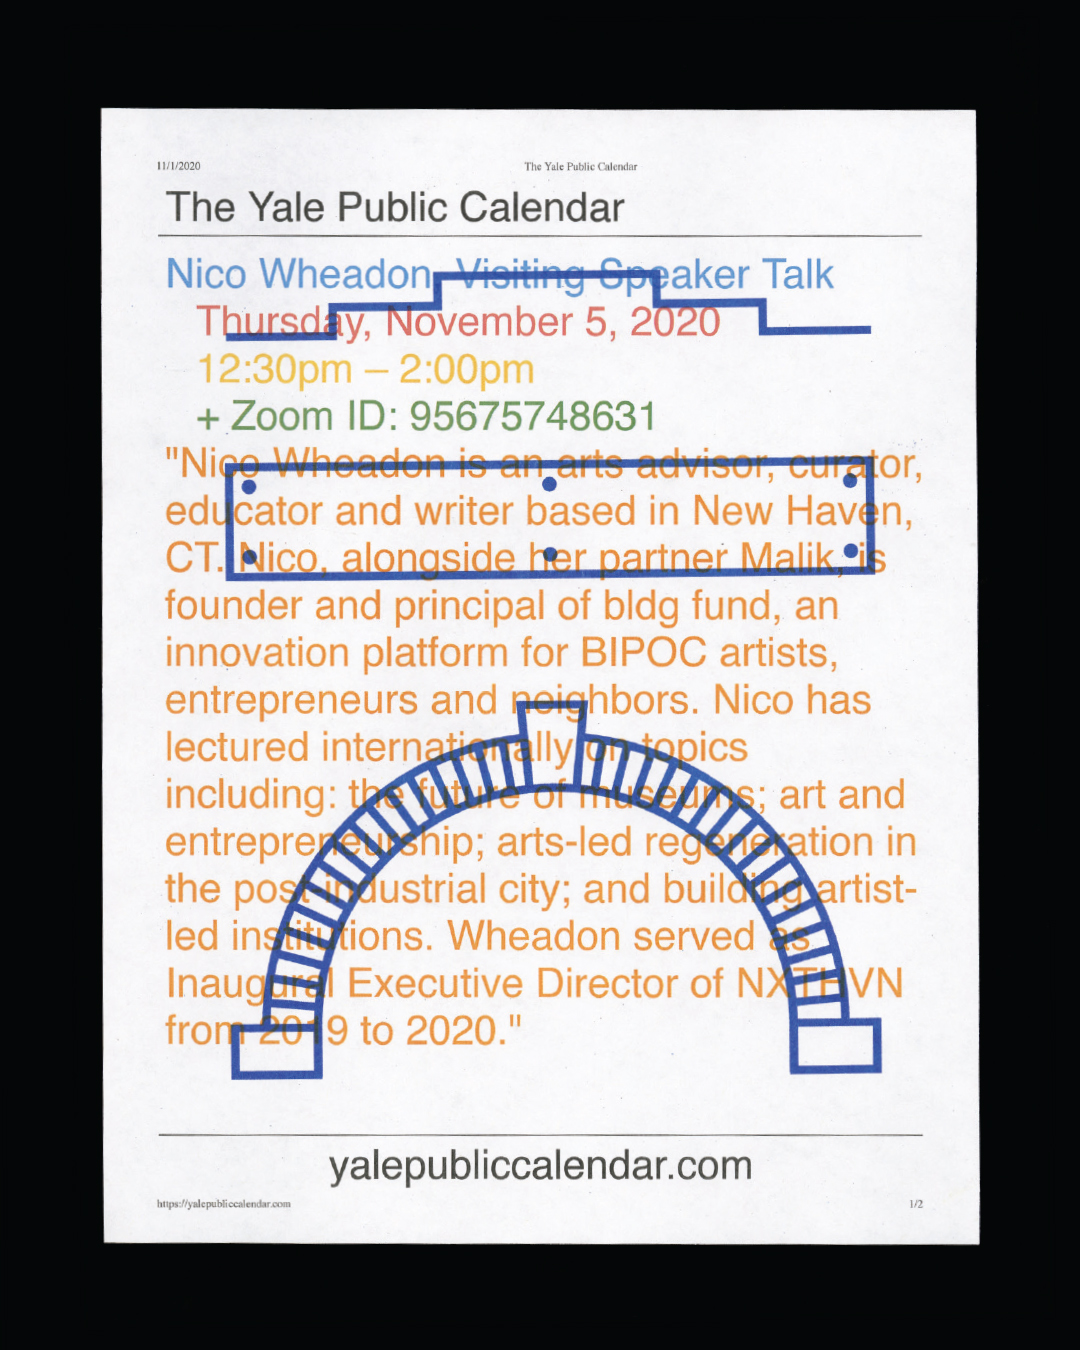 11/1/2020 The Yale Public Calendar
The Yale Public Calendar
Nico Wheadon, Visiting Speaker Talk
Thursday, November 5, 2020
12:30pm – 2:00pm
+ Zoom ID: 95675748631
"Nico Wheadon is an arts advisor, curator,
educator and writer based in New Haven,
CT. Nico, alongside her partner Malik, is
founder and principal of bldg fund, an
innovation platform for BIPOC artists,
entrepreneurs and neighbors. Nico has
lectured internationally on topics
including: the future of museums; art and
entrepreneurship; arts-led regeneration in
the post-industrial city; and building artist-
led institutions. Wheadon served as
Inaugural Executive Director of NXTHVN
from 2019 to 2020."
yalepubliccalendar.com
https://yalepubliccalendar.com 1/2